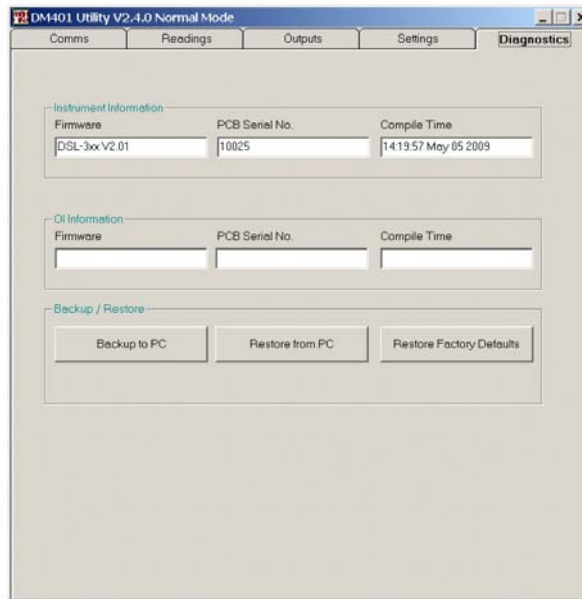 DM401 Utility V2.4.0 Normal Mode
Comms Readings Outputs Settings Diagnostics
Instrument Information
Firmware PCB Serial No. Compile Time
DSL-3xx V2.01 10025 14:19:57 May 05 2009
OI Information
Firmware PCB Serial No. Compile Time
Backup / Restore
Backup to PC Restore from PC Restore Factory Defaults